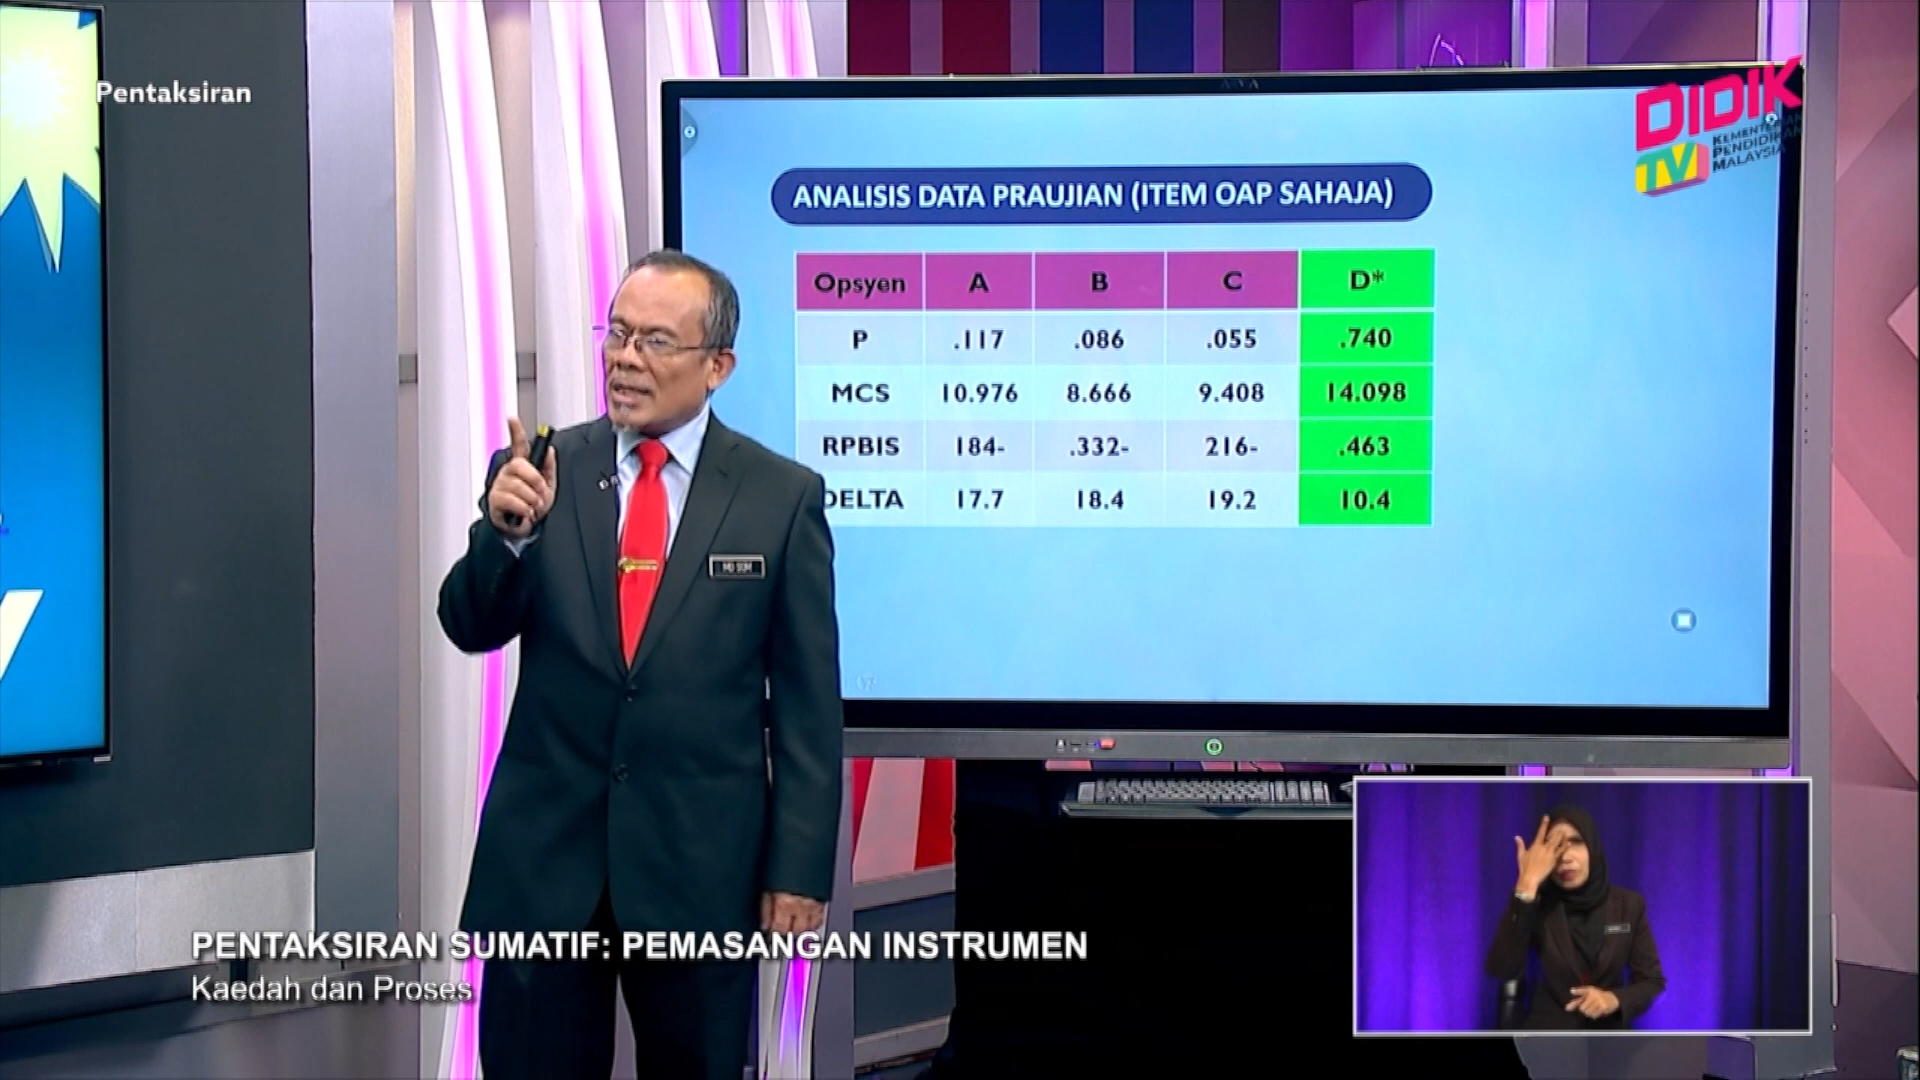 Pentaksiran
DIDIK
TV
KEMENTERIAN
PENDIDIKAN
MALAYSIA
ANALISIS DATA PRAUJIAN (ITEM OAP SAHAJA)
Opsyen A B C D*
P .117 .086 .055 .740
MCS 10.976 8.666 9.408 14.098
RPBIS 184- .332- 216- .463
DELTA 17.7 18.4 19.2 10.4
MD SOM
PENTAKSIRAN SUMATIF: PEMASANGAN INSTRUMEN
Kaedah dan Proses